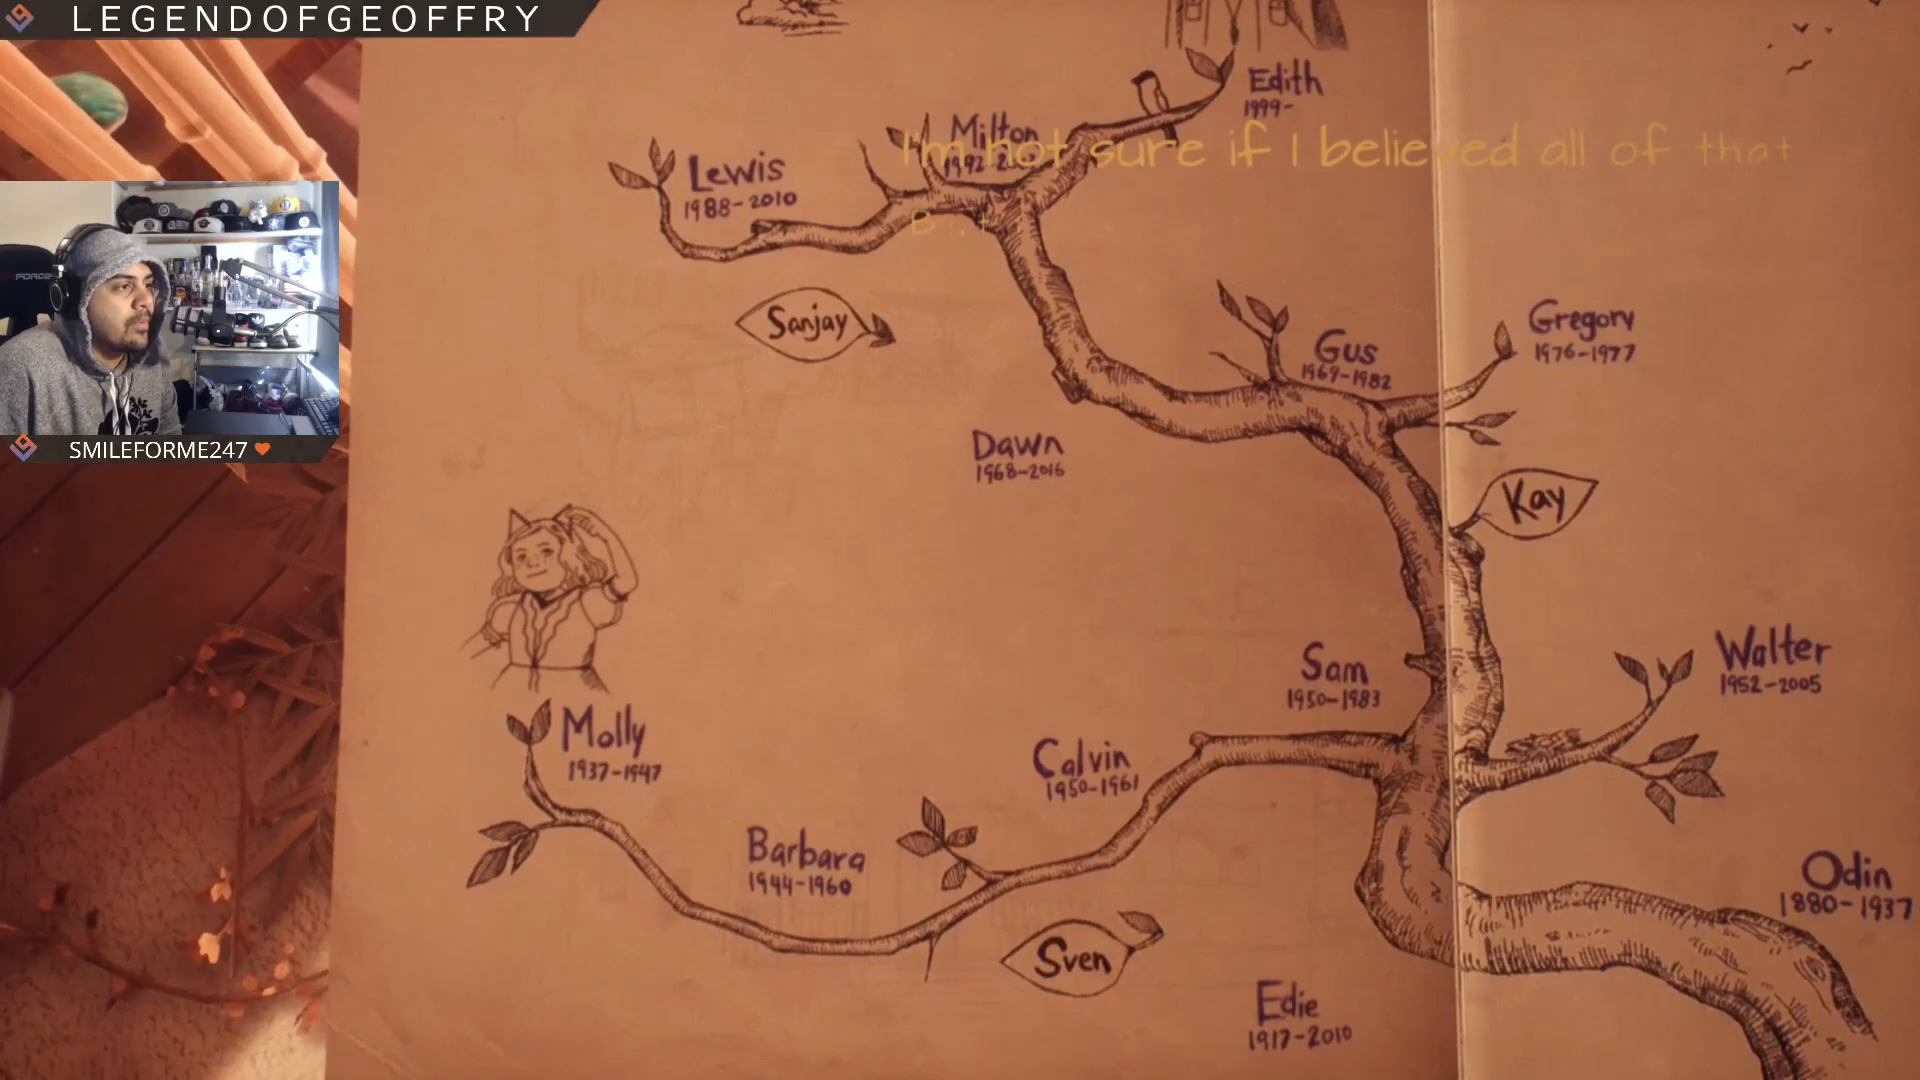 LEGENDOFGEOFFRY
Edith
1999-
Milton
I'm not sure if I believed all of that
Lewis
1988-2010
Sanjay
Gregory
1976-1977
Gus
1969-1982
Dawn
1968-2016
SMILEFORME247
Kay
Sam
1950-1983
Walter
1952-2005
Molly
1937-1947
Calvin
1950-1961
Barbara
1944-1960
Odin
1880-1937
Sven
Edie
1917-2010